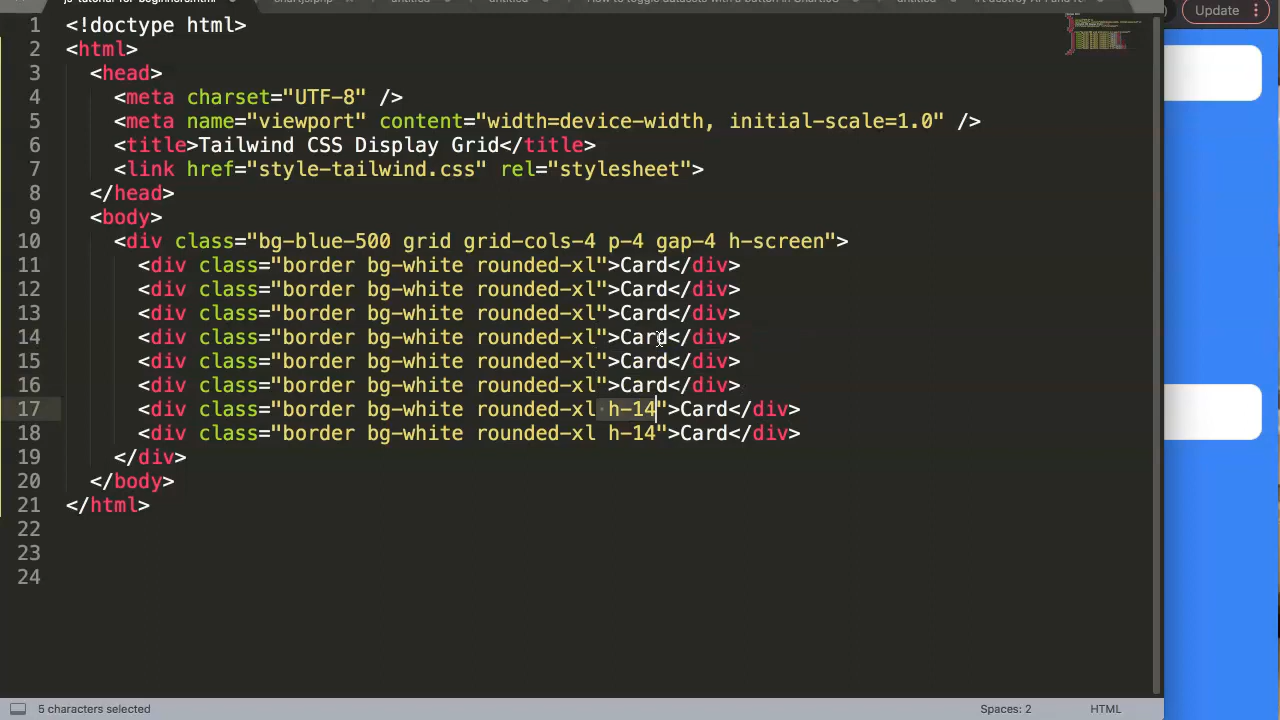 Update
1 <!doctype html>
2 <html>
3 <head>
4 <meta charset="UTF-8" />
5 <meta name="viewport" content="width=device-width, initial-scale=1.0" />
6 <title>Tailwind CSS Display Grid</title>
7 <link href="style-tailwind.css" rel="stylesheet">
8 </head>
9 <body>
10 <div class="bg-blue-500 grid grid-cols-4 p-4 gap-4 h-screen">
11 <div class="border bg-white rounded-xl">Card</div>
12 <div class="border bg-white rounded-xl">Card</div>
13 <div class="border bg-white rounded-xl">Card</div>
14 <div class="border bg-white rounded-xl">Card</div>
15 <div class="border bg-white rounded-xl">Card</div>
16 <div class="border bg-white rounded-xl">Card</div>
17 <div class="border bg-white rounded-xl h-14">Card</div>
18 <div class="border bg-white rounded-xl h-14">Card</div>
19 </div>
20 </body>
21 </html>
22
23
24
5 characters selected
Spaces: 2
HTML